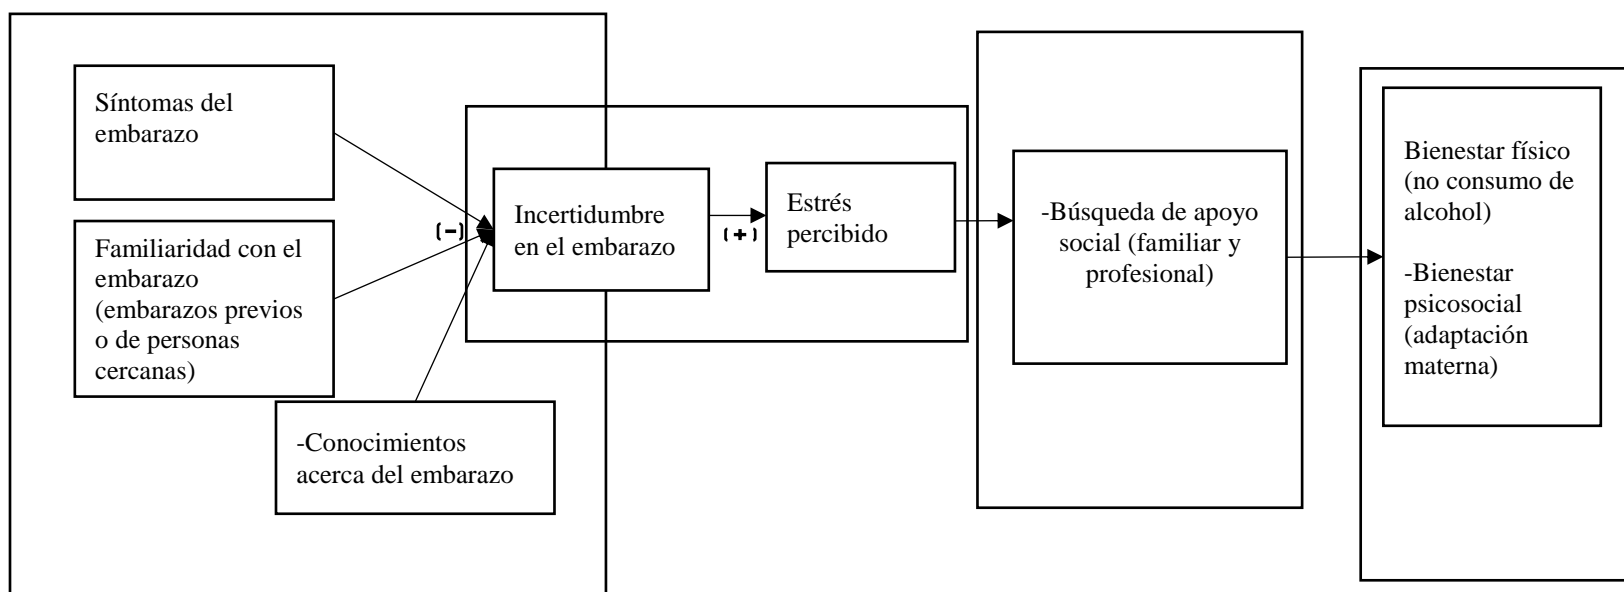 Síntomas del
embarazo
Familiaridad con el
embarazo
(embarazos previos
o de personas
cercanas)
-Conocimientos
acerca del embarazo
(-)
Incertidumbre
en el embarazo
(+)
Estrés
percibido
-Búsqueda de apoyo
social (familiar y
profesional)
Bienestar físico
(no consumo de
alcohol)
-Bienestar
psicosocial
(adaptación
materna)